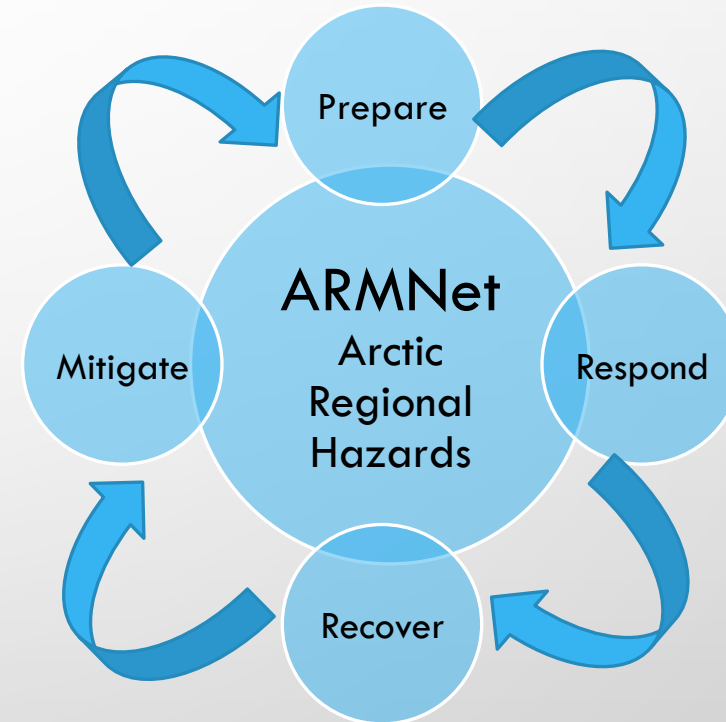 Prepare
ARMNet
Arctic
Regional
Hazards
Mitigate
Respond
Recover